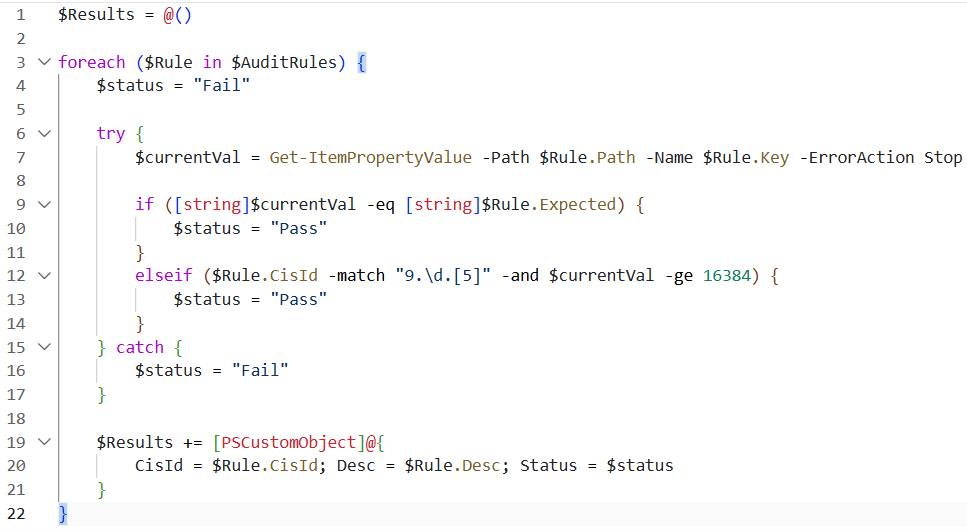 1 $Results = @()
2
3 foreach ($Rule in $AuditRules) {
4     $status = "Fail"
5
6     try {
7         $currentVal = Get-ItemPropertyValue -Path $Rule.Path -Name $Rule.Key -ErrorAction Stop
8
9         if ([string]$currentVal -eq [string]$Rule.Expected) {
10             $status = "Pass"
11         }
12         elseif ($Rule.CisId -match "9.\d.[5]" -and $currentVal -ge 16384) {
13             $status = "Pass"
14         }
15     } catch {
16         $status = "Fail"
17     }
18
19     $Results += [PSCustomObject]@{
20         CisId = $Rule.CisId; Desc = $Rule.Desc; Status = $status
21     }
22 }